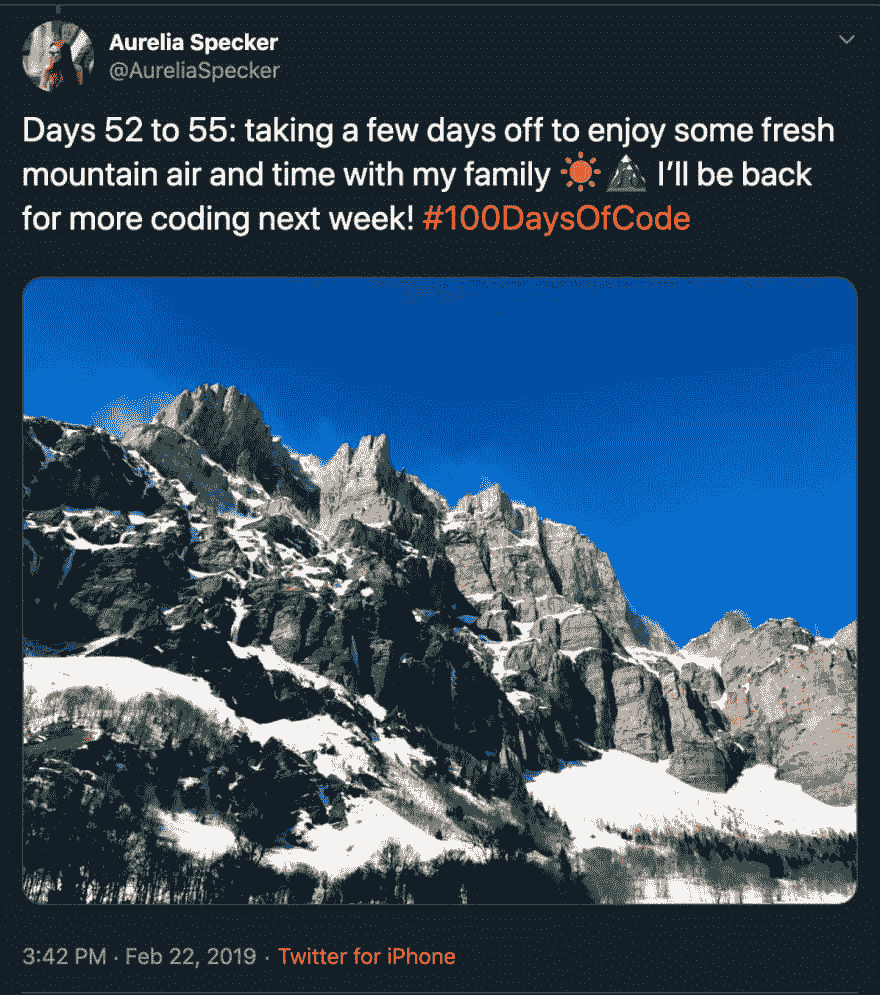 Aurelia Specker
@AureliaSpecker
Days 52 to 55: taking a few days off to enjoy some fresh
mountain air and time with my family ☀️🏔️ I’ll be back
for more coding next week! #100DaysOfCode
3:42 PM · Feb 22, 2019 · Twitter for iPhone